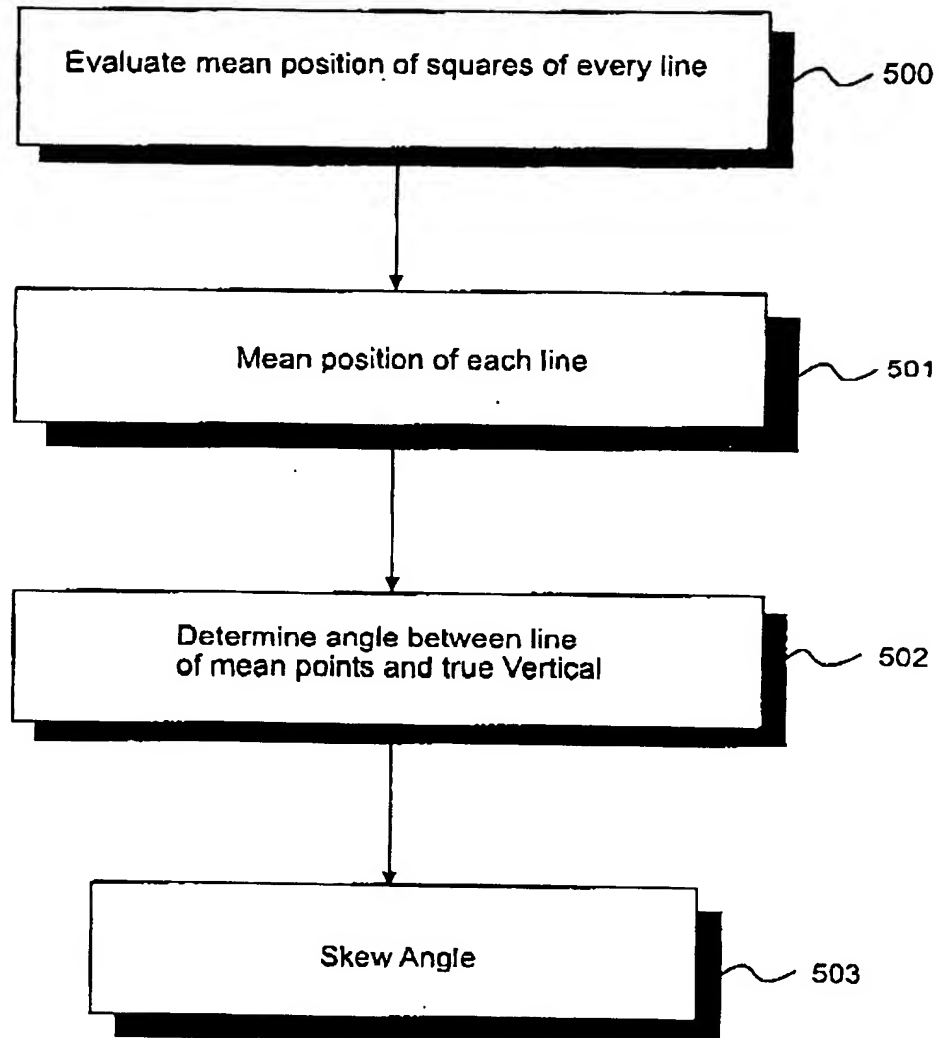 Evaluate mean position of squares of every line
500
Mean position of each line
501
Determine angle between line
of mean points and true Vertical
502
Skew Angle
503